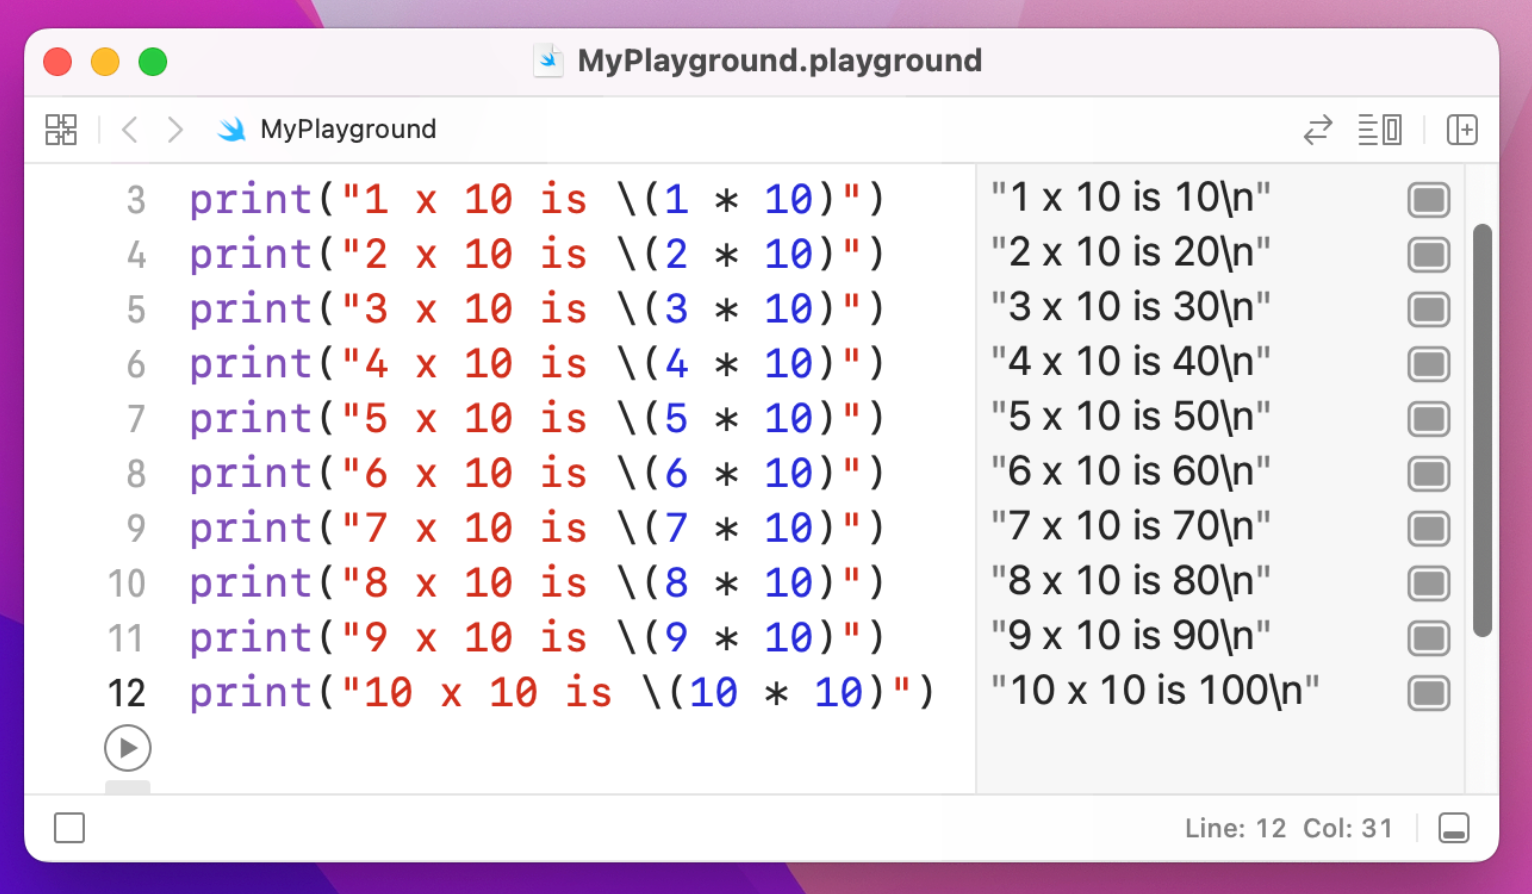 MyPlayground.playground
MyPlayground
3 print("1 x 10 is \(1 * 10)") "1 x 10 is 10\n"
4 print("2 x 10 is \(2 * 10)") "2 x 10 is 20\n"
5 print("3 x 10 is \(3 * 10)") "3 x 10 is 30\n"
6 print("4 x 10 is \(4 * 10)") "4 x 10 is 40\n"
7 print("5 x 10 is \(5 * 10)") "5 x 10 is 50\n"
8 print("6 x 10 is \(6 * 10)") "6 x 10 is 60\n"
9 print("7 x 10 is \(7 * 10)") "7 x 10 is 70\n"
10 print("8 x 10 is \(8 * 10)") "8 x 10 is 80\n"
11 print("9 x 10 is \(9 * 10)") "9 x 10 is 90\n"
12 print("10 x 10 is \(10 * 10)") "10 x 10 is 100\n"
Line: 12 Col: 31